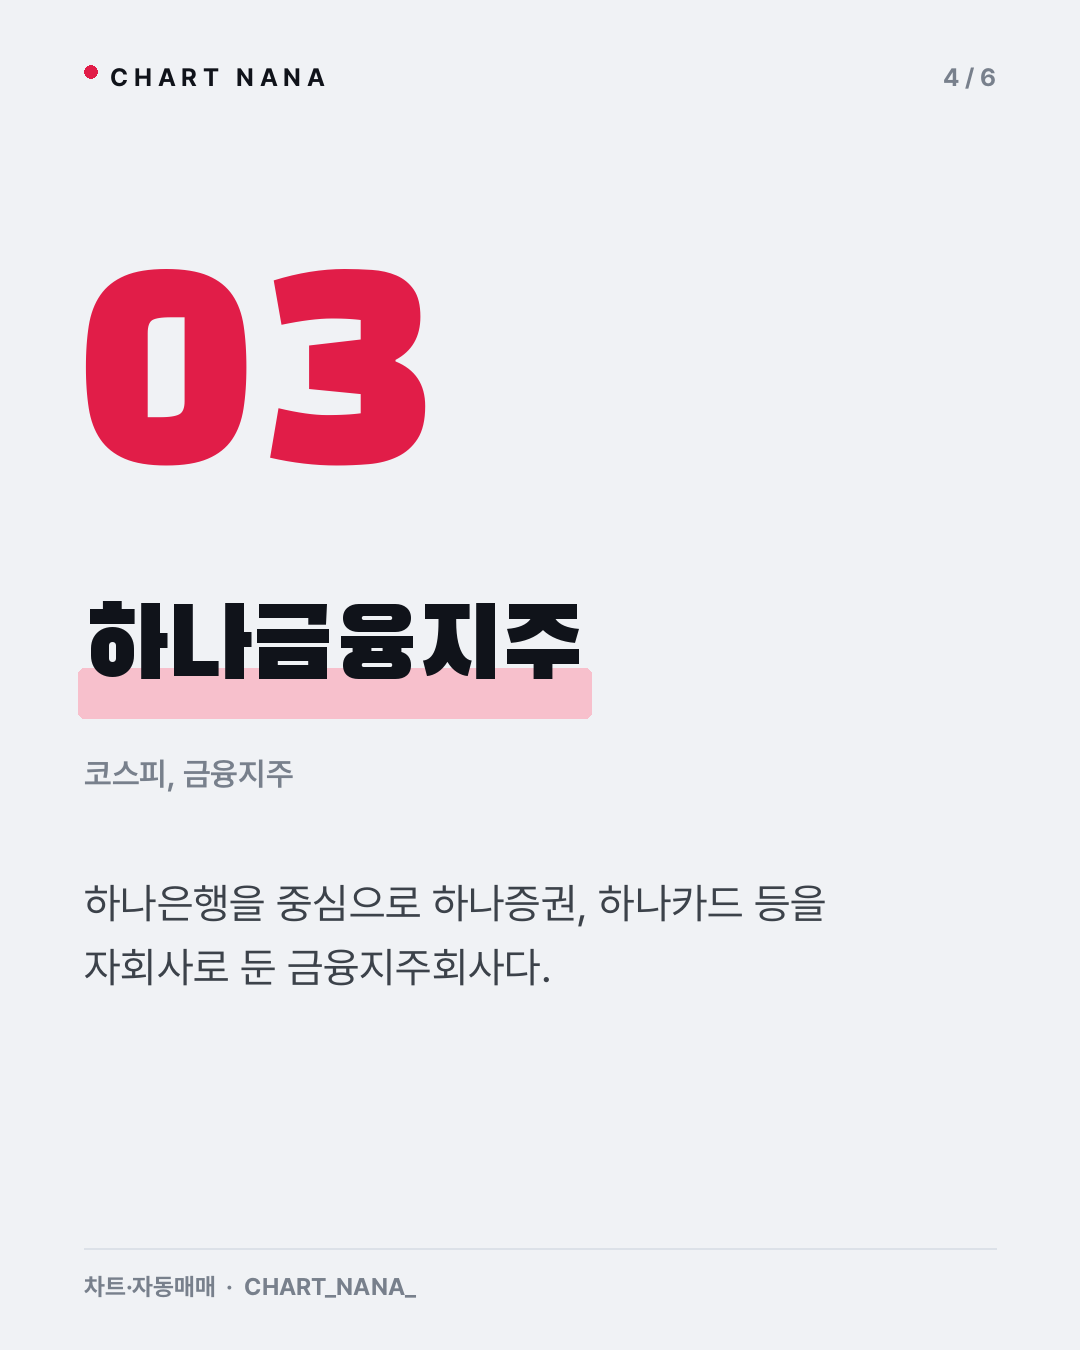 CHART NANA
4 / 6
03
하나금융지주
코스피, 금융지주
하나은행을 중심으로 하나증권, 하나카드 등을
자회사로 둔 금융지주회사다.
차트·자동매매 · CHART_NANA_